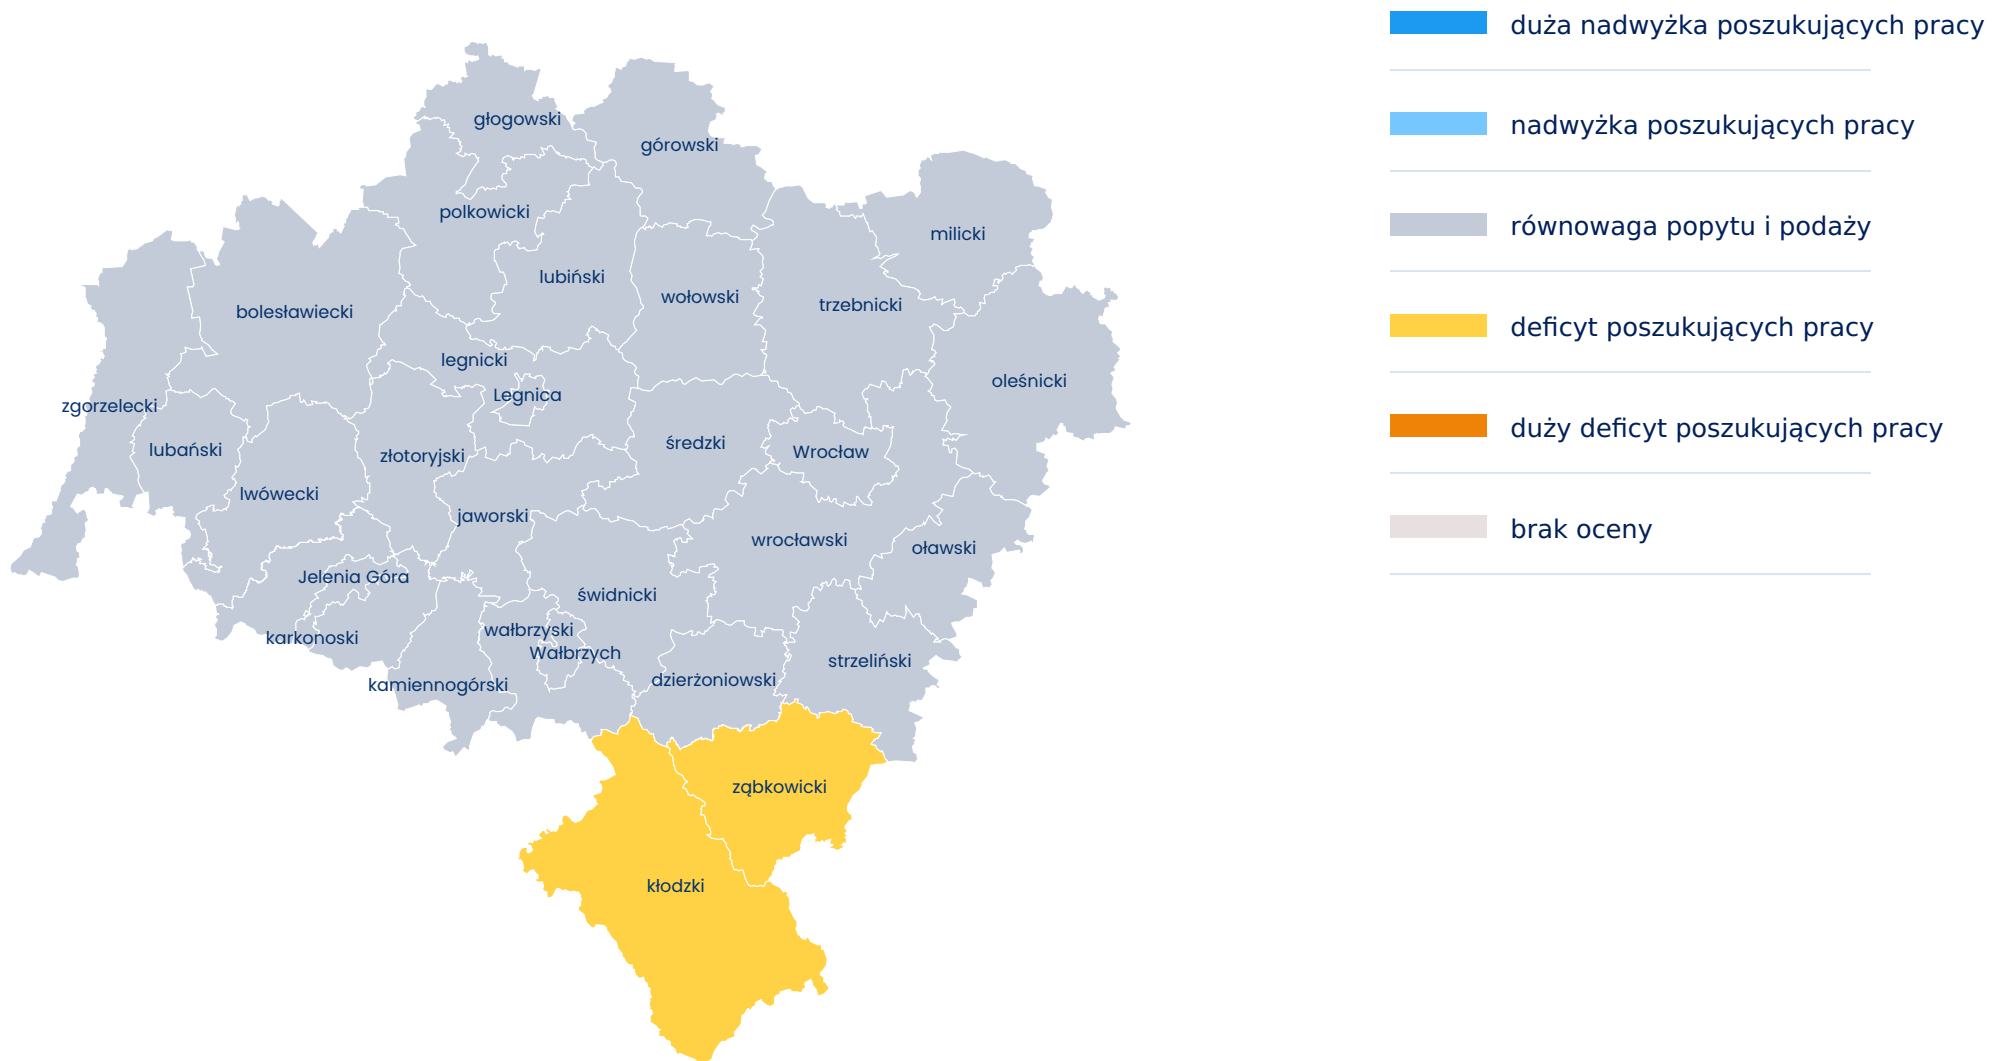 głogowski
górowski
polkowicki
milicki
lubiński
wołowski
trzebnicki
bolesławiecki
legnicki
oleśnicki
Legnica
zgorzelecki
średzki
lubański
Wrocław
złotoryjski
lwówecki
jaworski
wrocławski
oławski
Jelenia Góra
świdnicki
wałbrzyski
karkonoski
Wałbrzych
strzeliński
dzierżoniowski
kamiennogórski
ząbkowicki
kłodzki
duża nadwyżka poszukujących pracy
nadwyżka poszukujących pracy
równowaga popytu i podaży
deficyt poszukujących pracy
duży deficyt poszukujących pracy
brak oceny